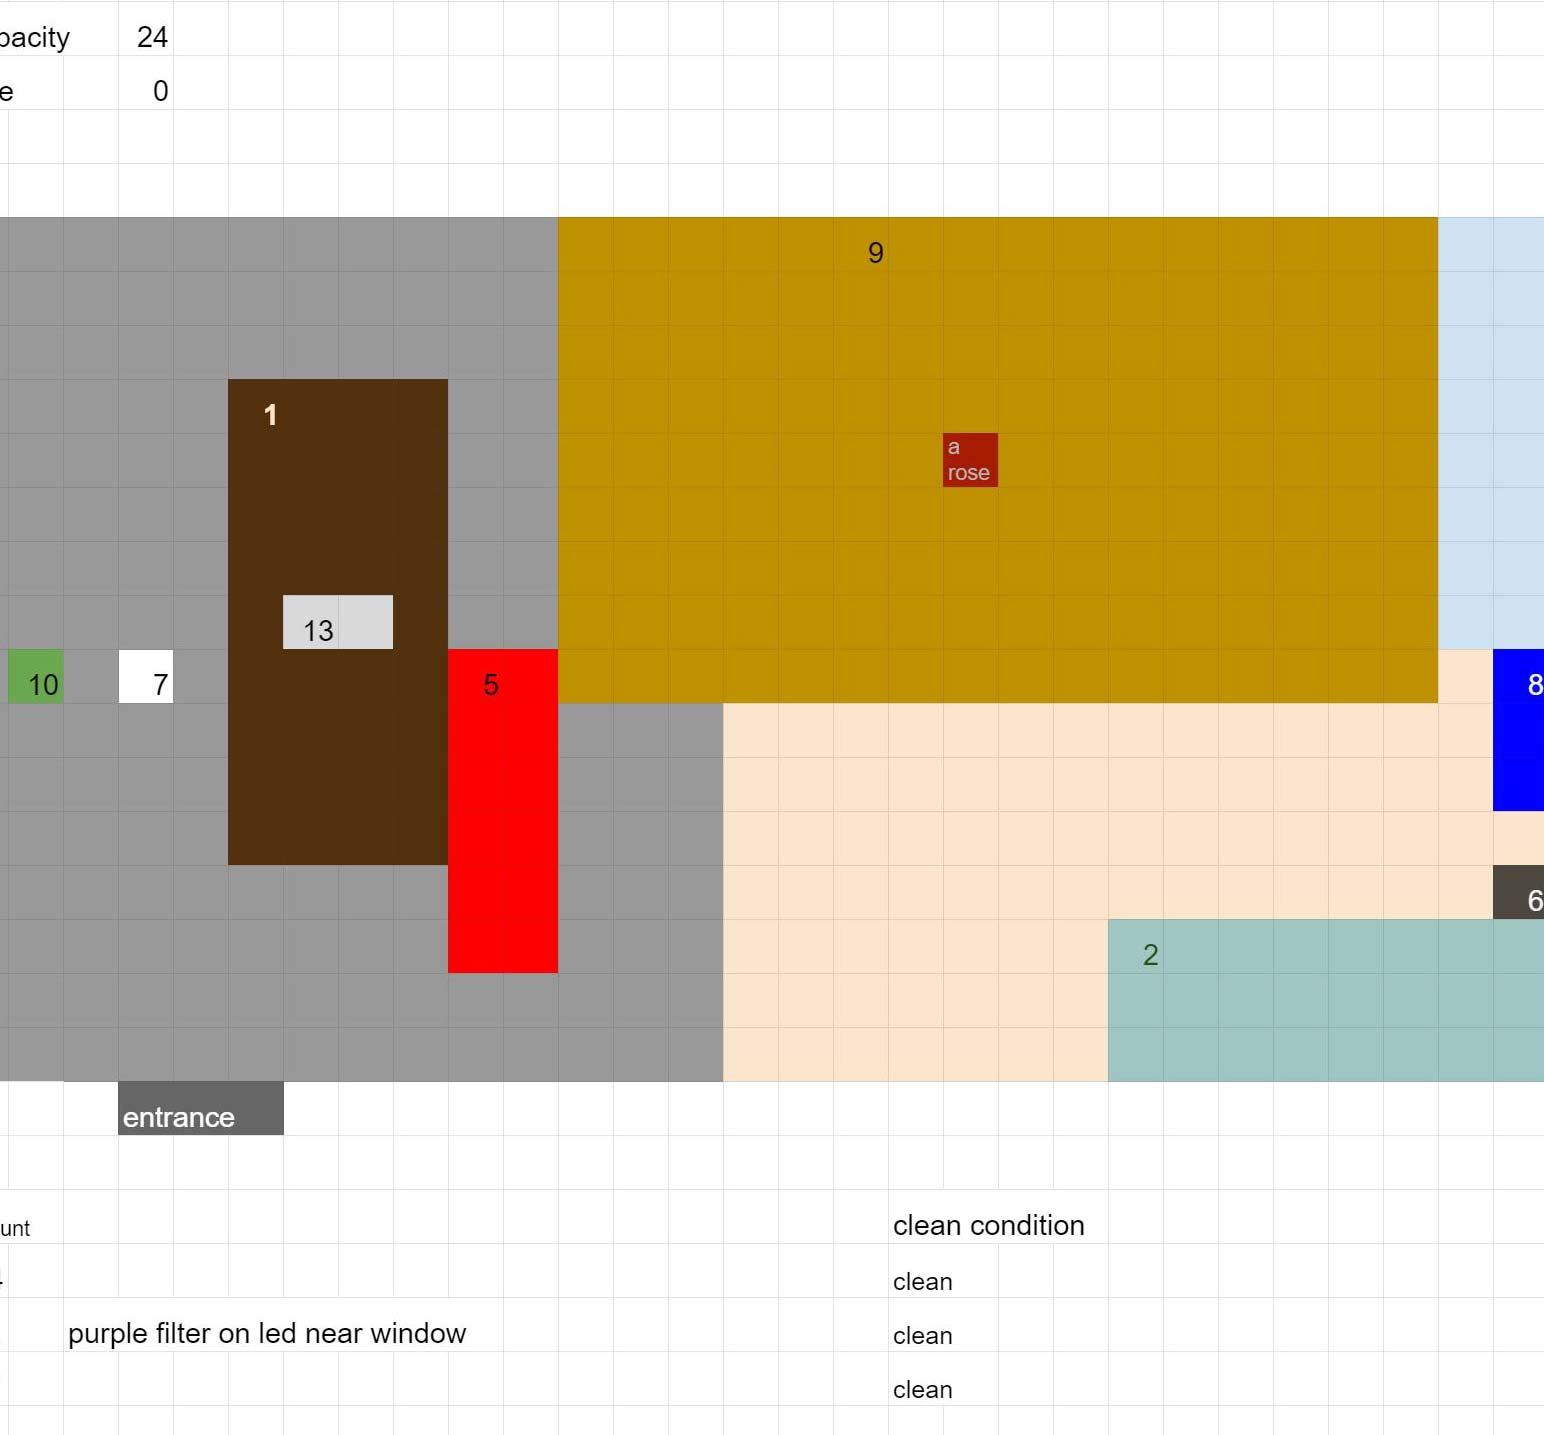 pacity 24
e 0
9
1
a
rose
13
10 7 5 8
6
2
entrance
unt clean condition
clean
purple filter on led near window clean
clean